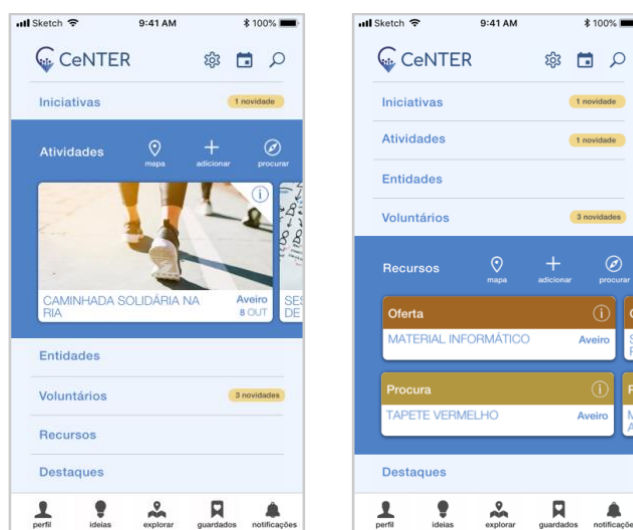 Sketch 9:41 AM 100%
CeNTER
Iniciativas 1 novidade
Atividades mapa adicionar procurar
CAMINHADA SOLIDÁRIA NA Aveiro
RIA 8 OUT
SES
DE
Entidades
Voluntários 3 novidades
Recursos
Destaques
perfil ideias explorar guardados notificações
Sketch 9:41 AM 100%
CeNTER
Iniciativas 1 novidade
Atividades 1 novidade
Entidades
Voluntários 3 novidades
Recursos mapa adicionar procurar
Oferta
MATERIAL INFORMÁTICO Aveiro
Procura
TAPETE VERMELHO Aveiro
Destaques
perfil ideias explorar guardados notificaçõe